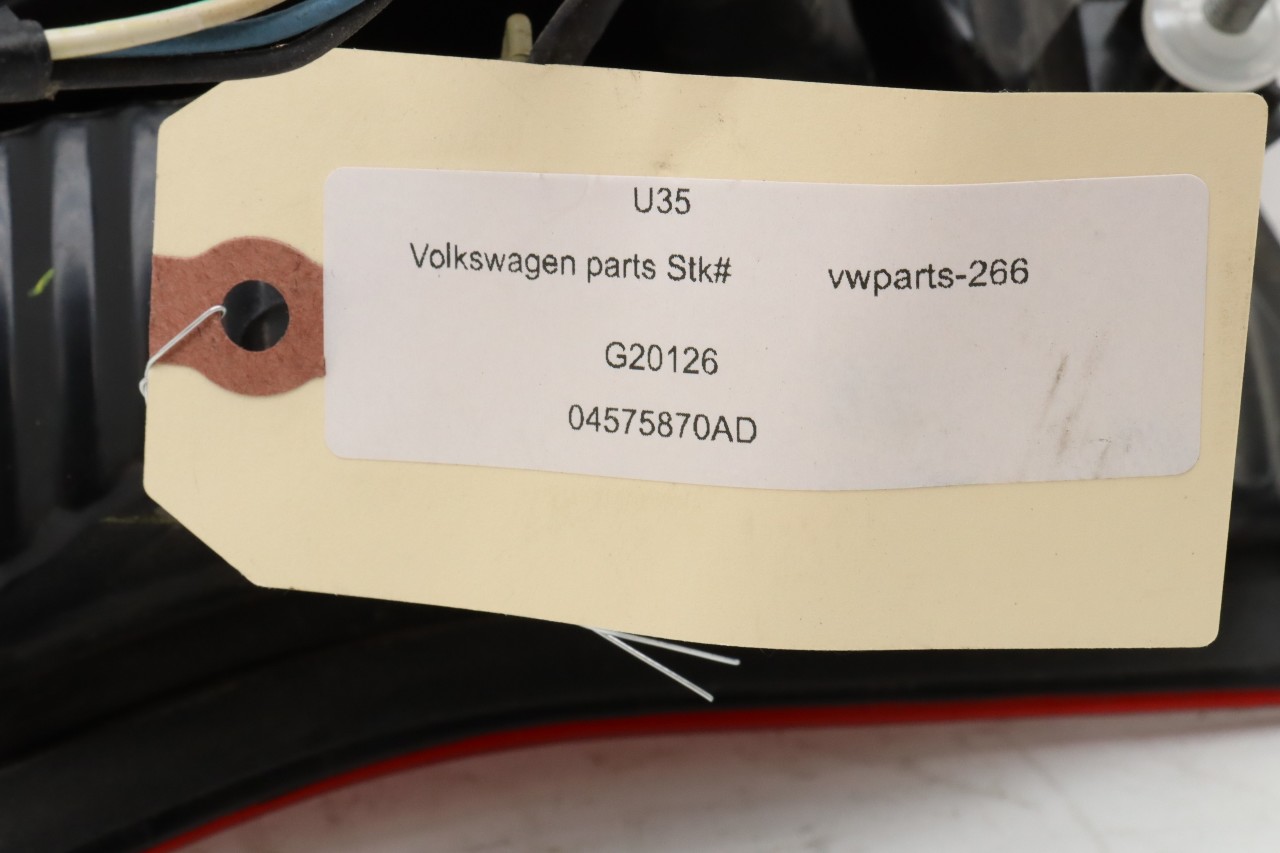 U35
Volkswagen parts Stk# vwparts-266
G20126
04575870AD